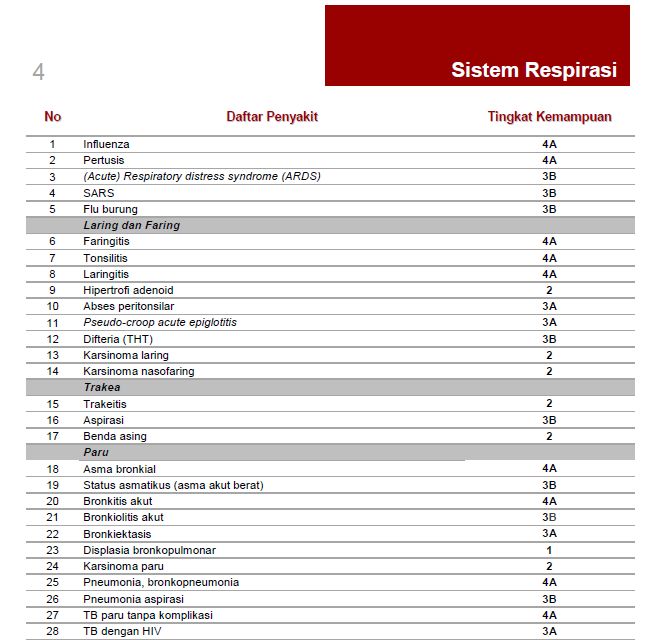 4
Sistem Respirasi
No Daftar Penyakit Tingkat Kemampuan
1 Influenza 4A
2 Pertusis 4A
3 (Acute) Respiratory distress syndrome (ARDS) 3B
4 SARS 3B
5 Flu burung 3B
Laring dan Faring
6 Faringitis 4A
7 Tonsilitis 4A
8 Laringitis 4A
9 Hipertrofi adenoid 2
10 Abses peritonsilar 3A
11 Pseudo-croop acute epiglotitis 3A
12 Difteria (THT) 3B
13 Karsinoma laring 2
14 Karsinoma nasofaring 2
Trakea
15 Trakeitis 2
16 Aspirasi 3B
17 Benda asing 2
Paru
18 Asma bronkial 4A
19 Status asmatikus (asma akut berat) 3B
20 Bronkitis akut 4A
21 Bronkiolitis akut 3B
22 Bronkiektasis 3A
23 Displasia bronkopulmonar 1
24 Karsinoma paru 2
25 Pneumonia, bronkopneumonia 4A
26 Pneumonia aspirasi 3B
27 TB paru tanpa komplikasi 4A
28 TB dengan HIV 3A